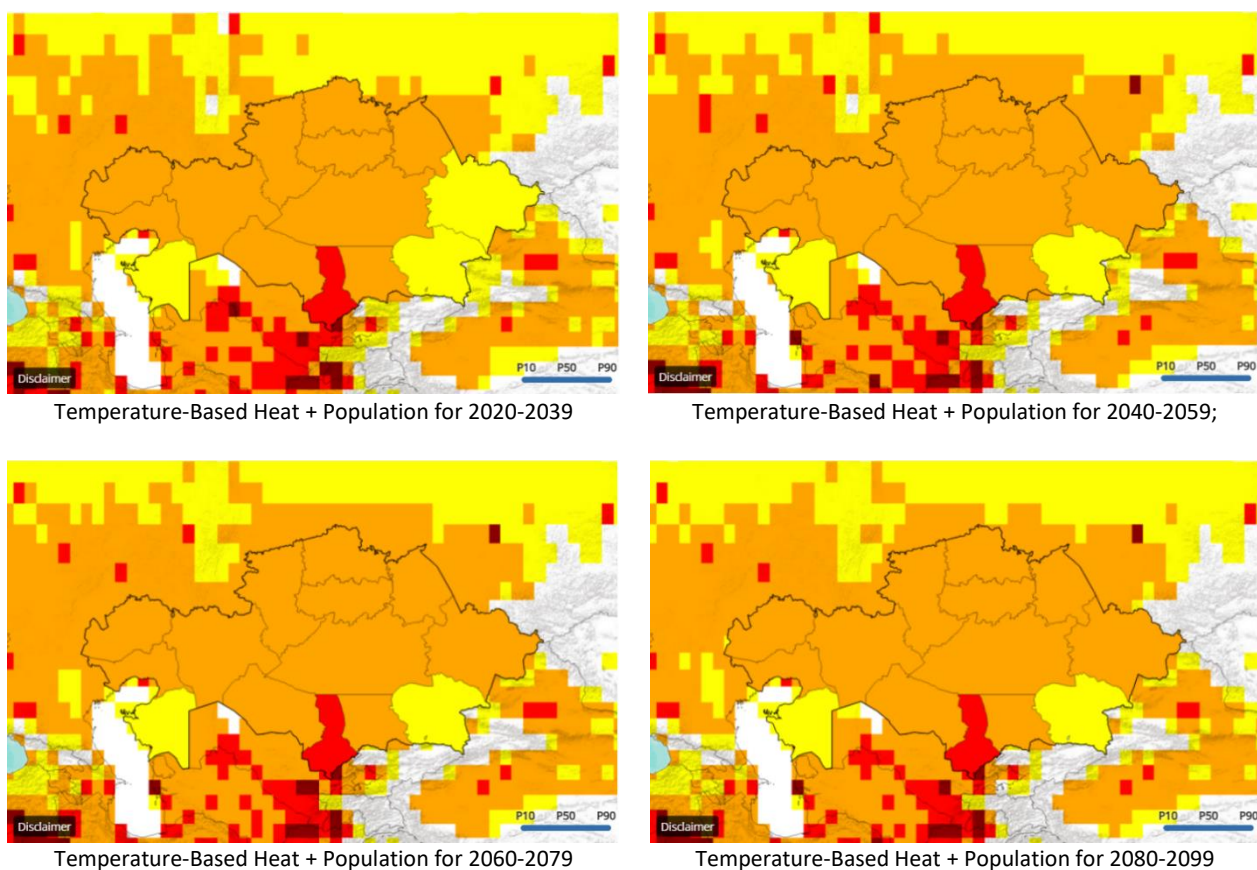 Disclaimer
P10 P50 P90
Disclaimer
P10 P50 P90
Temperature-Based Heat + Population for 2020-2039
Temperature-Based Heat + Population for 2040-2059;
Disclaimer
P10 P50 P90
Disclaimer
P10 P50 P90
Temperature-Based Heat + Population for 2060-2079
Temperature-Based Heat + Population for 2080-2099